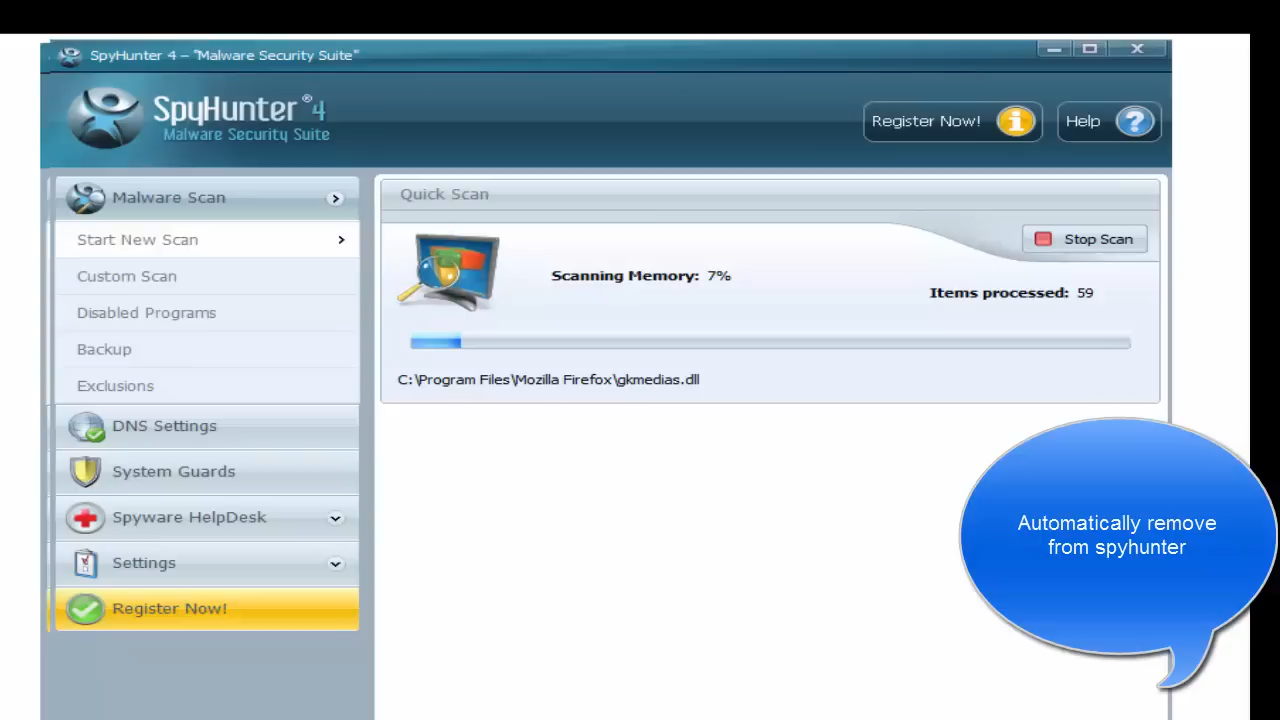 SpyHunter 4 – "Malware Security Suite"
SpyHunter® 4
Malware Security Suite
Register Now!
Help
Malware Scan
Start New Scan
Custom Scan
Disabled Programs
Backup
Exclusions
DNS Settings
System Guards
Spyware HelpDesk
Settings
Register Now!
Quick Scan
Stop Scan
Scanning Memory: 7%
Items processed: 59
C:\Program Files\Mozilla Firefox\gkmedias.dll
Automatically remove
from spyhunter